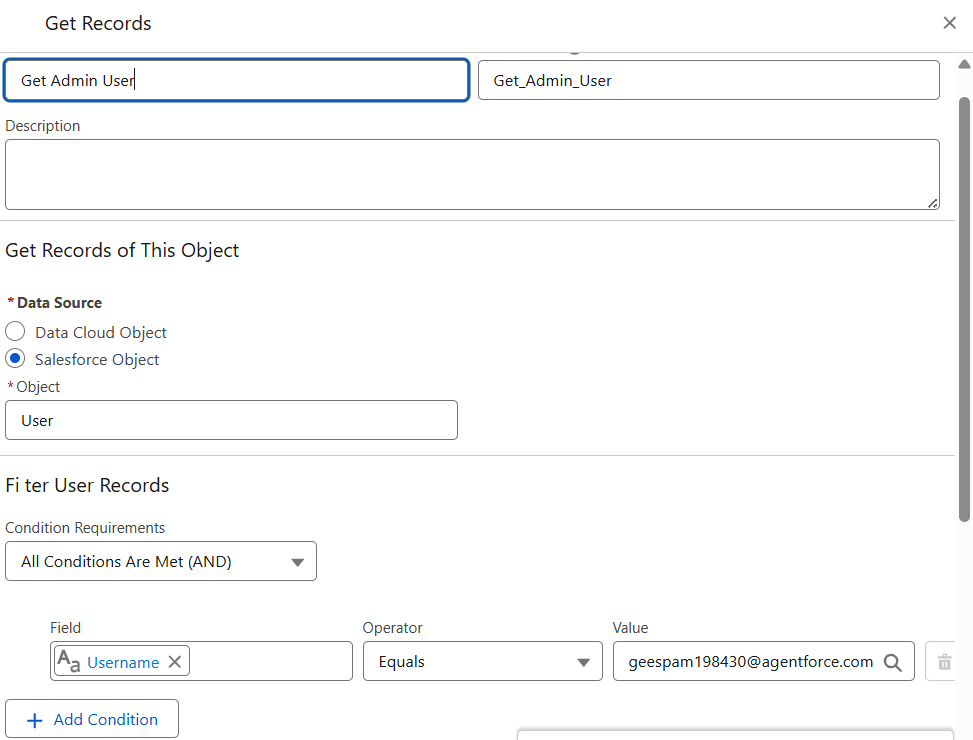 Get Records
Get Admin User
Get_Admin_User
Description
Get Records of This Object
* Data Source
Data Cloud Object
Salesforce Object
* Object
User
Fi ter User Records
Condition Requirements
All Conditions Are Met (AND)
Field Operator Value
Aa Username Equals geespam198430@agentforce.com
+ Add Condition